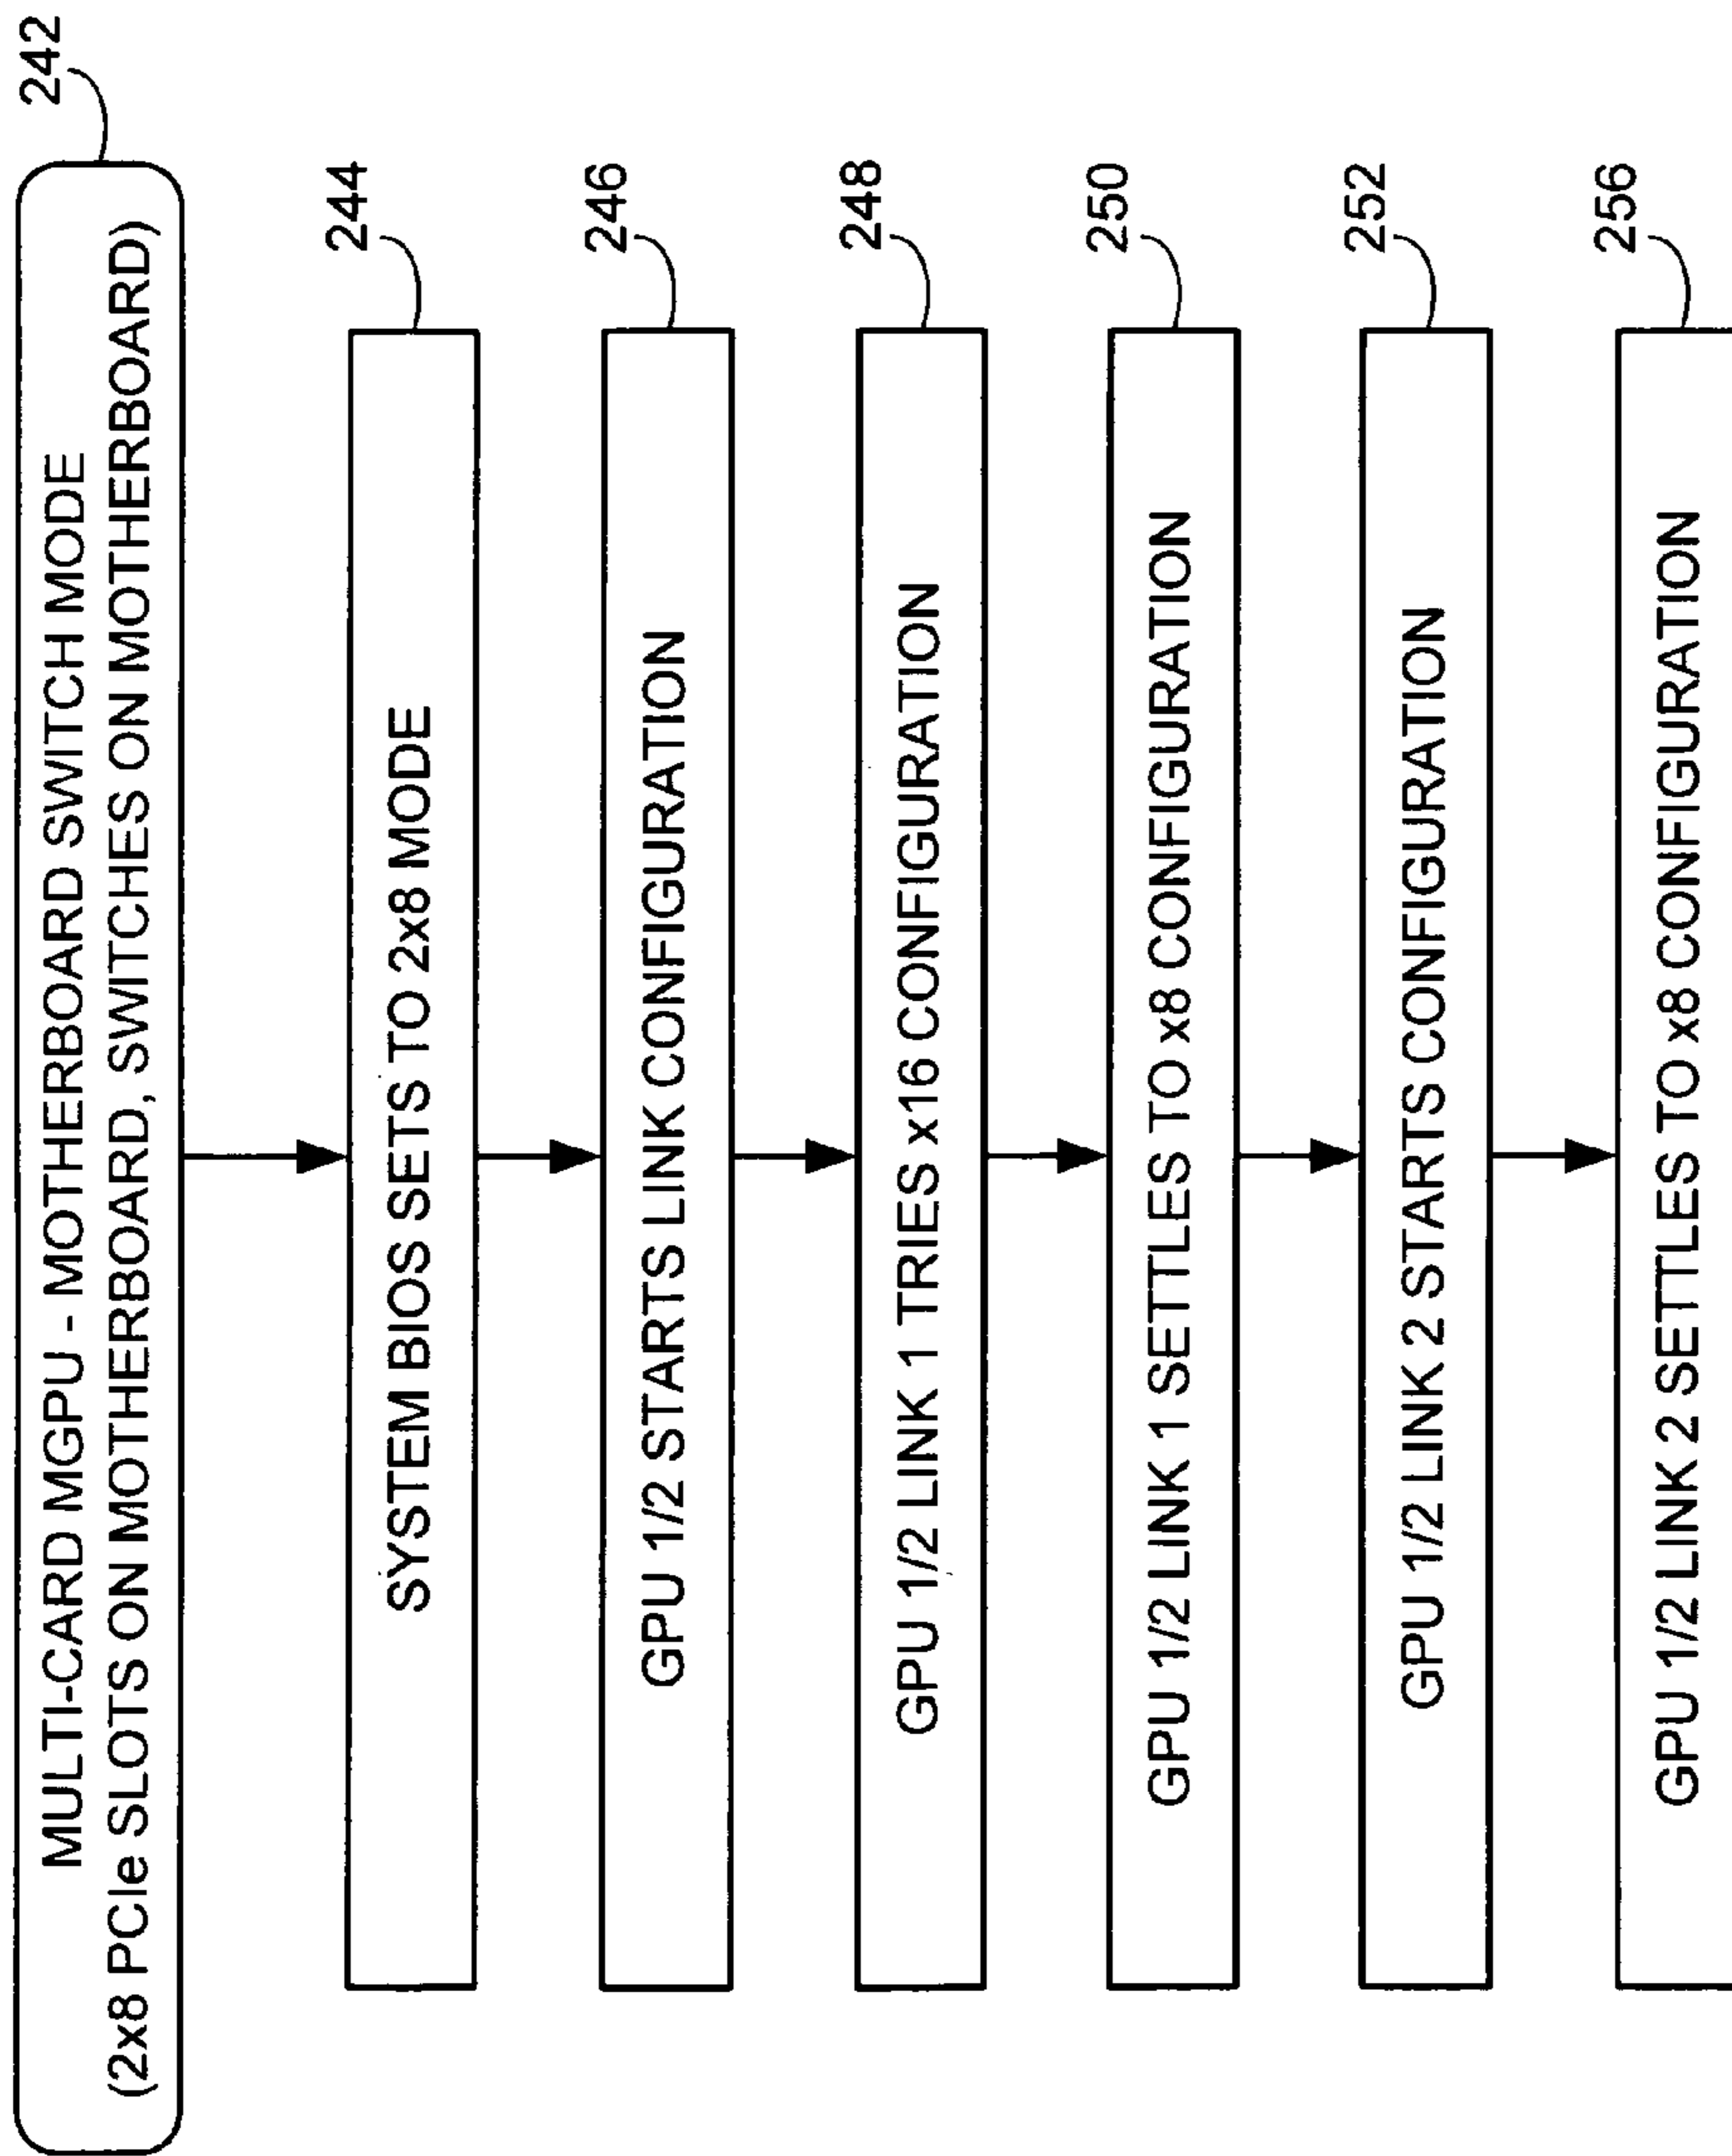 242
MULTI-CARD MGPU - MOTHERBOARD SWITCH MODE
(2x8 PCIe SLOTS ON MOTHERBOARD, SWITCHES ON MOTHERBOARD)
244
SYSTEM BIOS SETS TO 2x8 MODE
246
GPU 1/2 STARTS LINK CONFIGURATION
248
GPU 1/2 LINK 1 TRIES x16 CONFIGURATION
250
GPU 1/2 LINK 1 SETTLES TO x8 CONFIGURATION
252
GPU 1/2 LINK 2 STARTS CONFIGURATION
256
GPU 1/2 LINK 2 SETTLES TO x8 CONFIGURATION